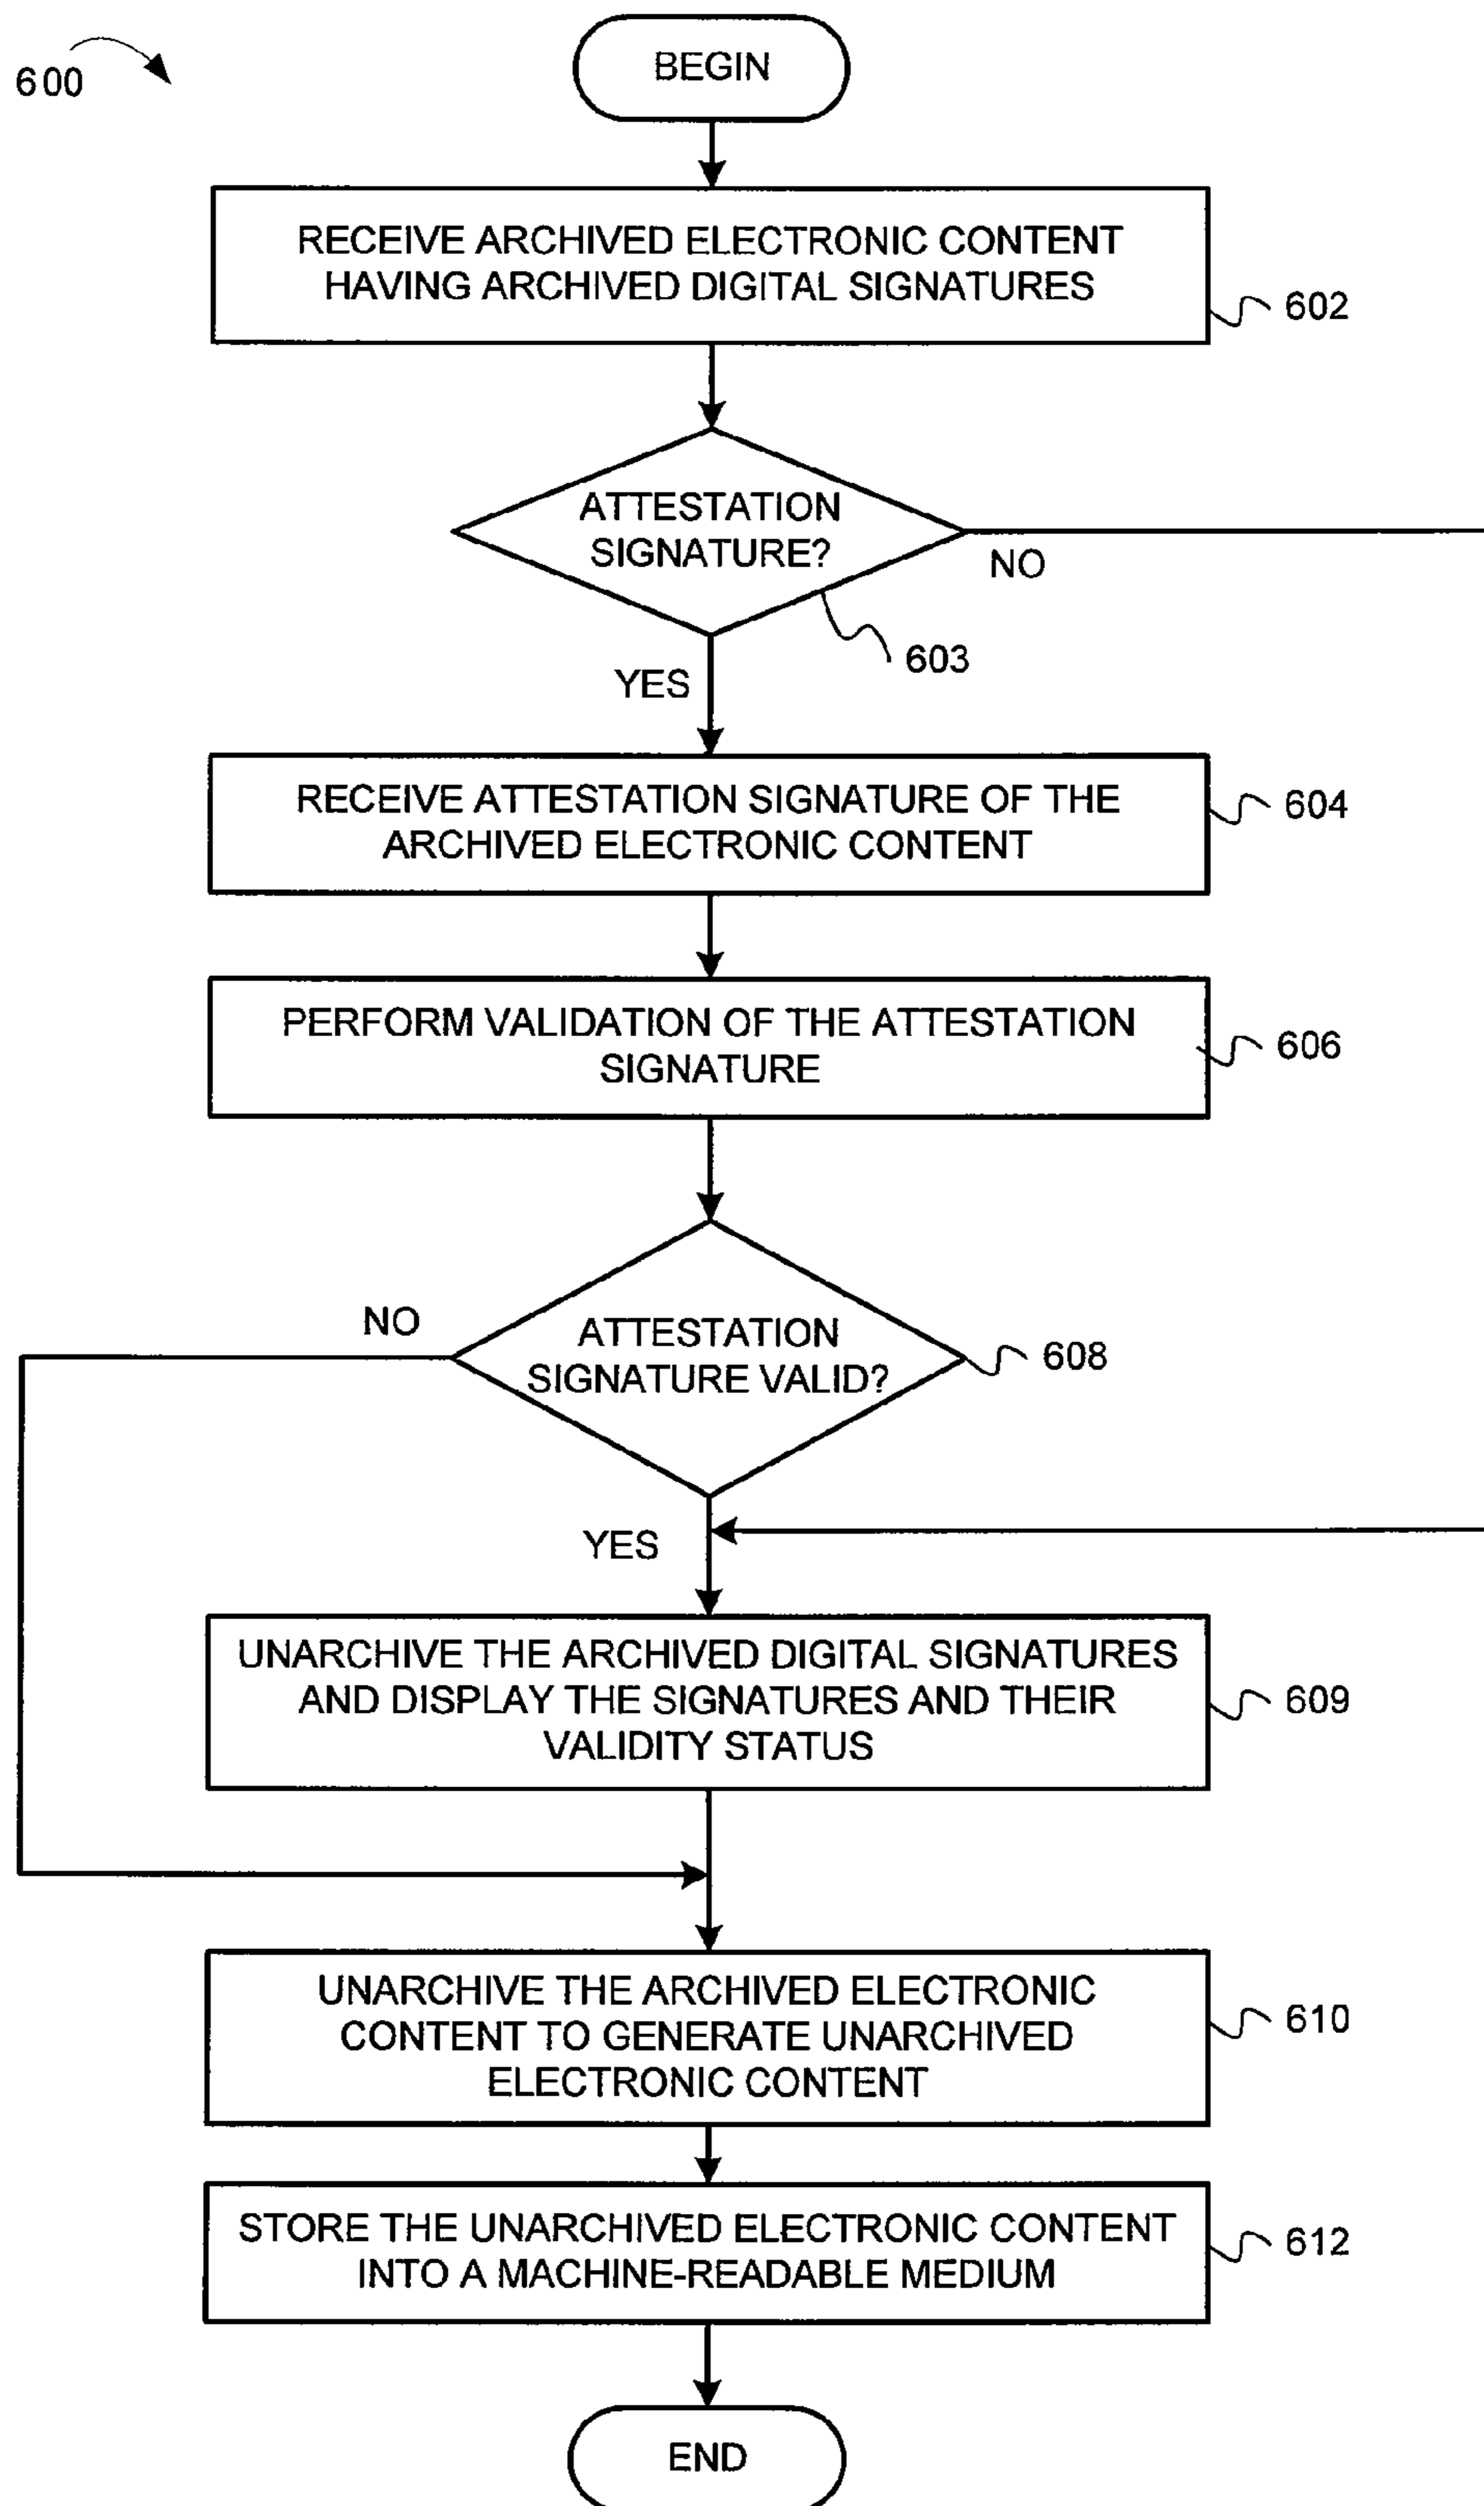 600
BEGIN
RECEIVE ARCHIVED ELECTRONIC CONTENT
HAVING ARCHIVED DIGITAL SIGNATURES
602
ATTESTATION
SIGNATURE?
NO
603
YES
RECEIVE ATTESTATION SIGNATURE OF THE
ARCHIVED ELECTRONIC CONTENT
604
PERFORM VALIDATION OF THE ATTESTATION
SIGNATURE
606
NO
ATTESTATION
SIGNATURE VALID?
608
YES
UNARCHIVE THE ARCHIVED DIGITAL SIGNATURES
AND DISPLAY THE SIGNATURES AND THEIR
VALIDITY STATUS
609
UNARCHIVE THE ARCHIVED ELECTRONIC
CONTENT TO GENERATE UNARCHIVED
ELECTRONIC CONTENT
610
STORE THE UNARCHIVED ELECTRONIC CONTENT
INTO A MACHINE-READABLE MEDIUM
612
END